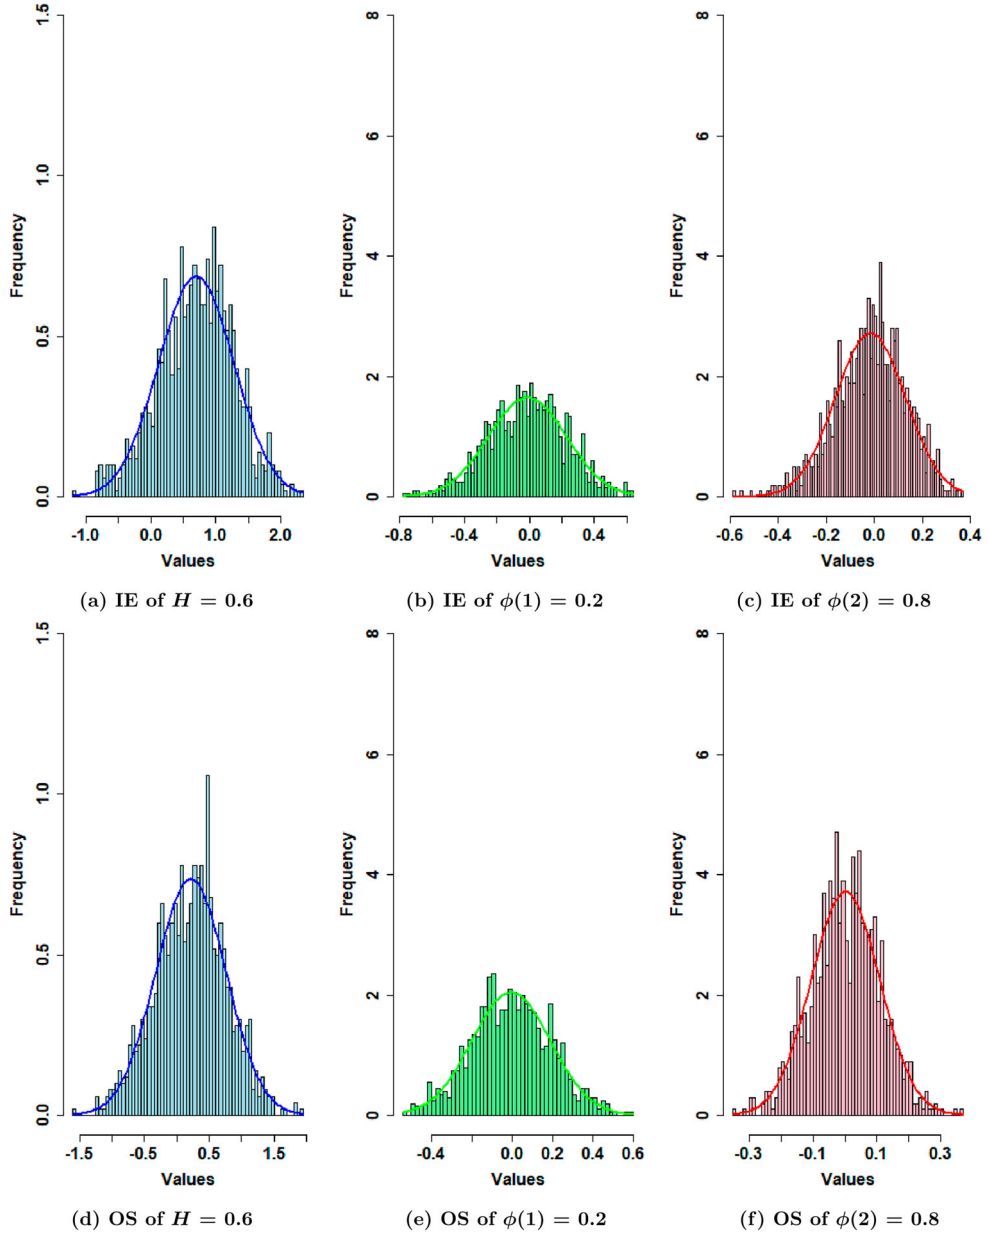 1.5
1.0
0.5
0.0
Frequency
-1.0 0.0 1.0 2.0
Values
(a) IE of H = 0.6
8
6
4
2
0
Frequency
-0.8 -0.4 0.0 0.4
Values
(b) IE of ϕ(1) = 0.2
8
6
4
2
0
Frequency
-0.6 -0.4 -0.2 0.0 0.2 0.4
Values
(c) IE of ϕ(2) = 0.8
1.5
1.0
0.5
0.0
Frequency
-1.5 -0.5 0.5 1.5
Values
(d) OS of H = 0.6
8
6
4
2
0
Frequency
-0.4 0.0 0.2 0.4 0.6
Values
(e) OS of ϕ(1) = 0.2
8
6
4
2
0
Frequency
-0.3 -0.1 0.1 0.3
Values
(f) OS of ϕ(2) = 0.8